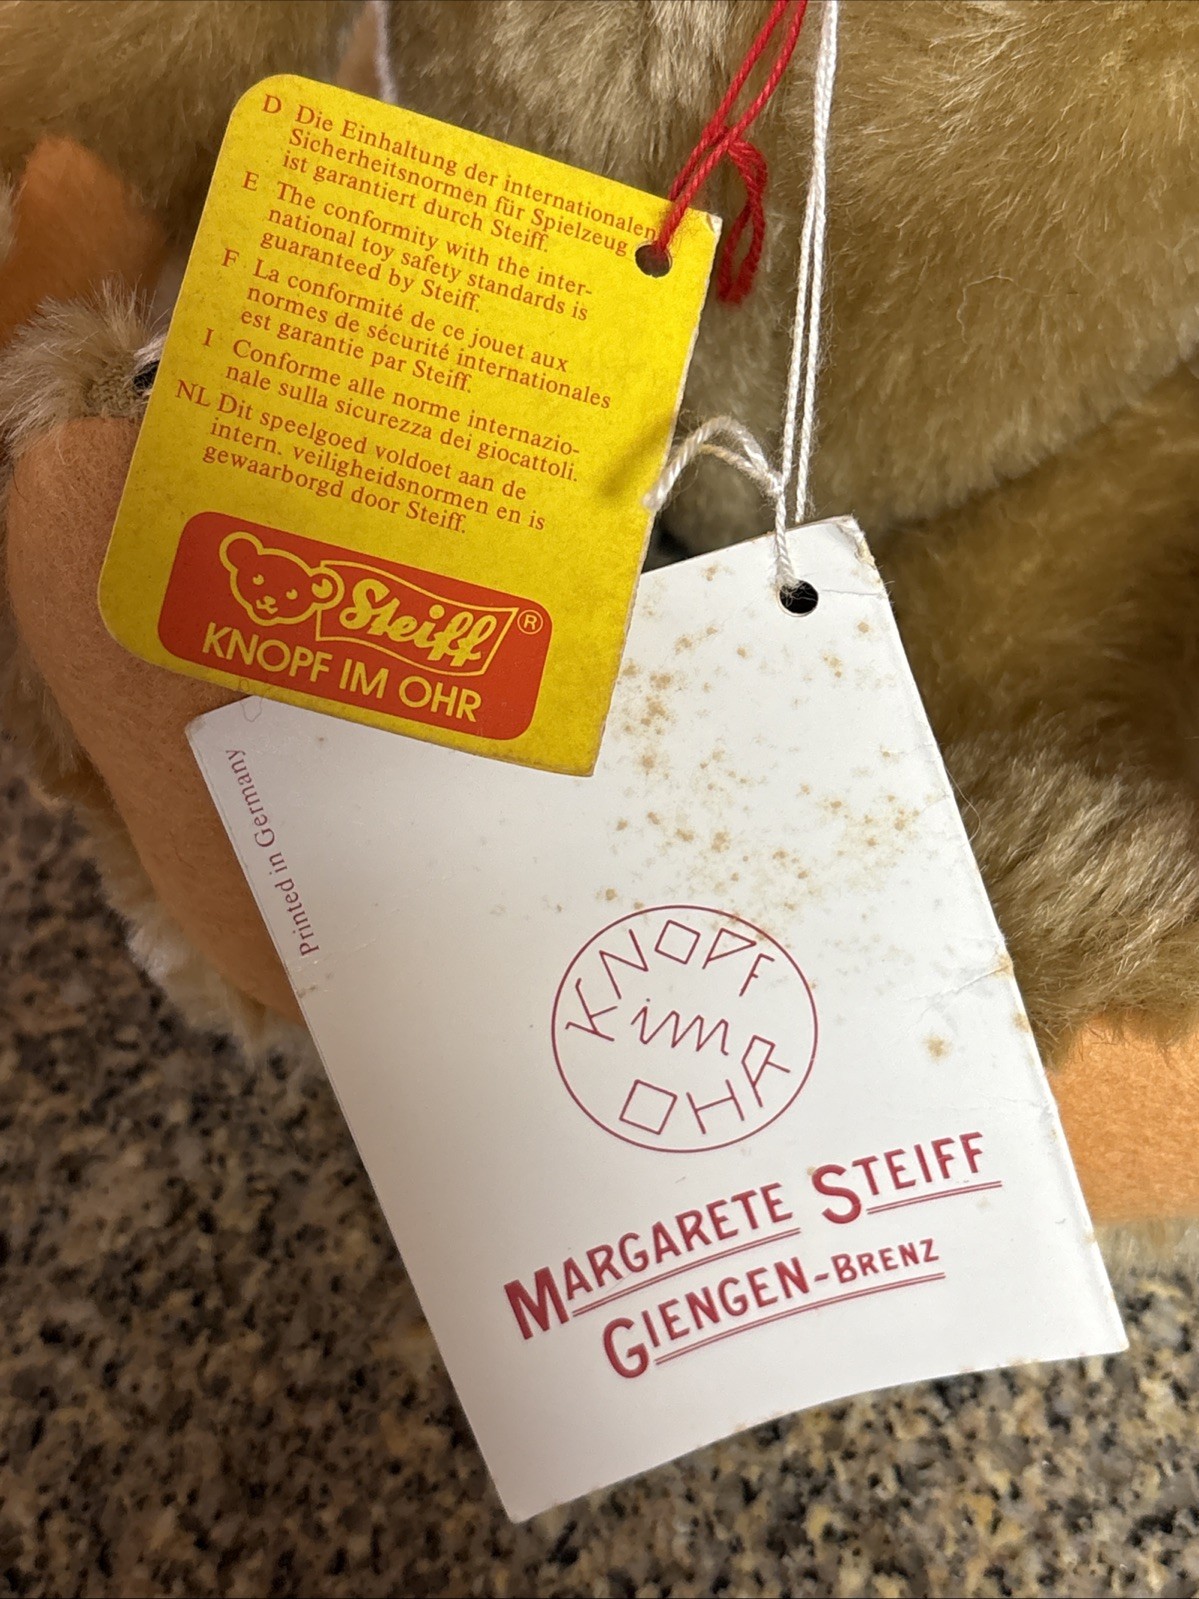 D Die Einhaltung der internationalen
Sicherheitsnormen für Spielzeug
ist garantiert durch Steiff.
E The conformity with the inter-
national toy safety standards is
guaranteed by Steiff.
F La conformité de ce jouet aux
normes de sécurité internationales
est garantie par Steiff.
I Conforme alle norme internazio-
nale sulla sicurezza dei giocattoli.
NL Dit speelgoed voldoet aan de
intern. veiligheidsnormen en is
gewaarborgd door Steiff.
Steiff ®
KNOPF IM OHR
Printed in Germany
KNOPF
im
OHR
MARGARETE STEIFF
GIENGEN-BRENZ